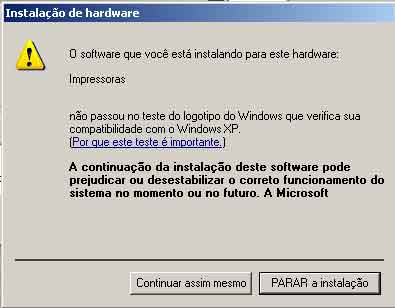 Instalação de hardware
O software que você está instalando para este hardware:
Impressoras
não passou no teste do logotipo do Windows que verifica sua
compatibilidade com o Windows XP.
(Por que este teste é importante.)
A continuação da instalação deste software pode
prejudicar ou desestabilizar o correto funcionamento do
sistema no momento ou no futuro. A Microsoft
Continuar assim mesmo
PARAR a instalação